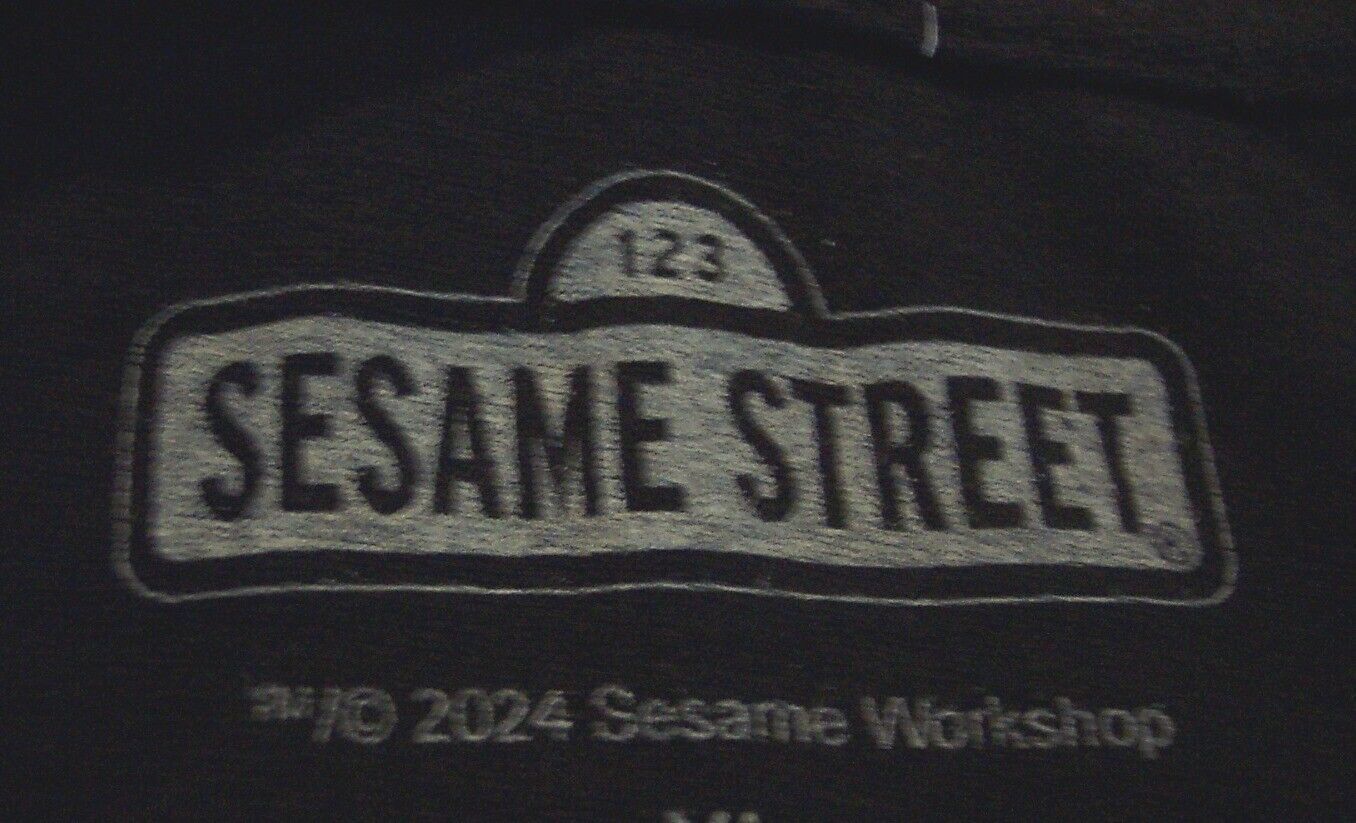 123
SESAME STREET®
™/© 2024 Sesame Workshop